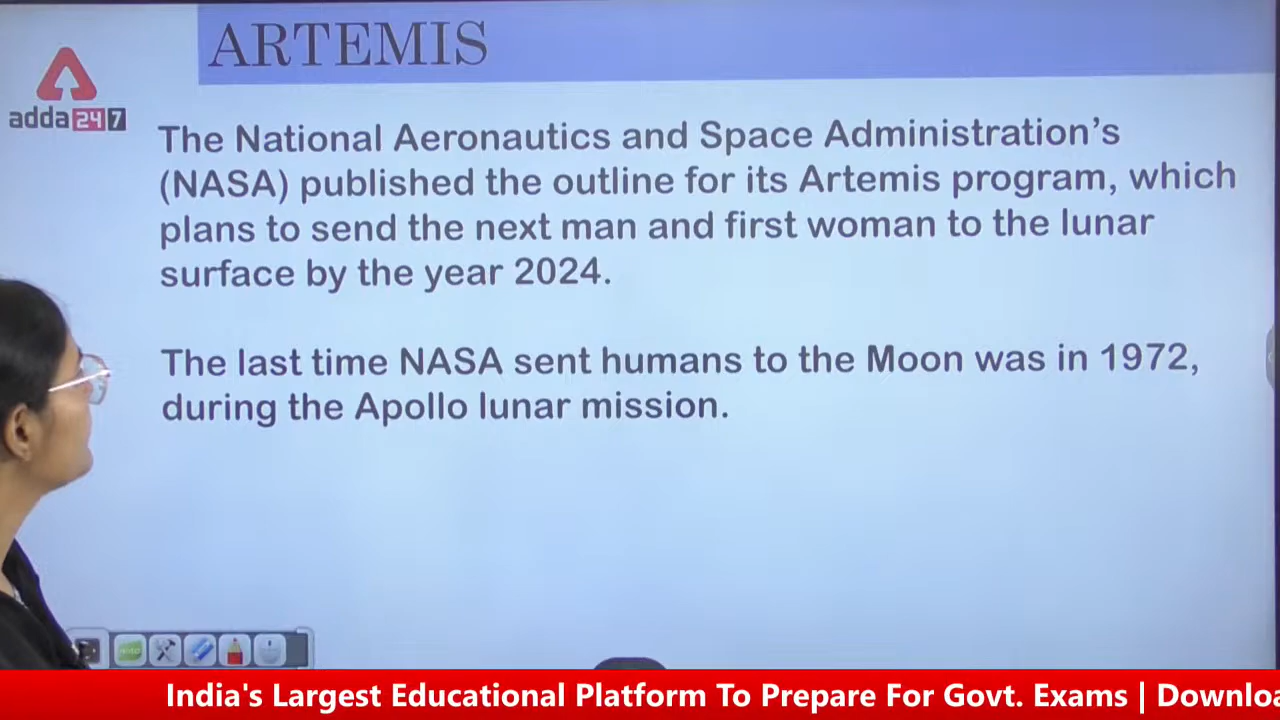 ARTEMIS
adda247
The National Aeronautics and Space Administration’s
(NASA) published the outline for its Artemis program, which
plans to send the next man and first woman to the lunar
surface by the year 2024.
The last time NASA sent humans to the Moon was in 1972,
during the Apollo lunar mission.
India's Largest Educational Platform To Prepare For Govt. Exams | Downloa